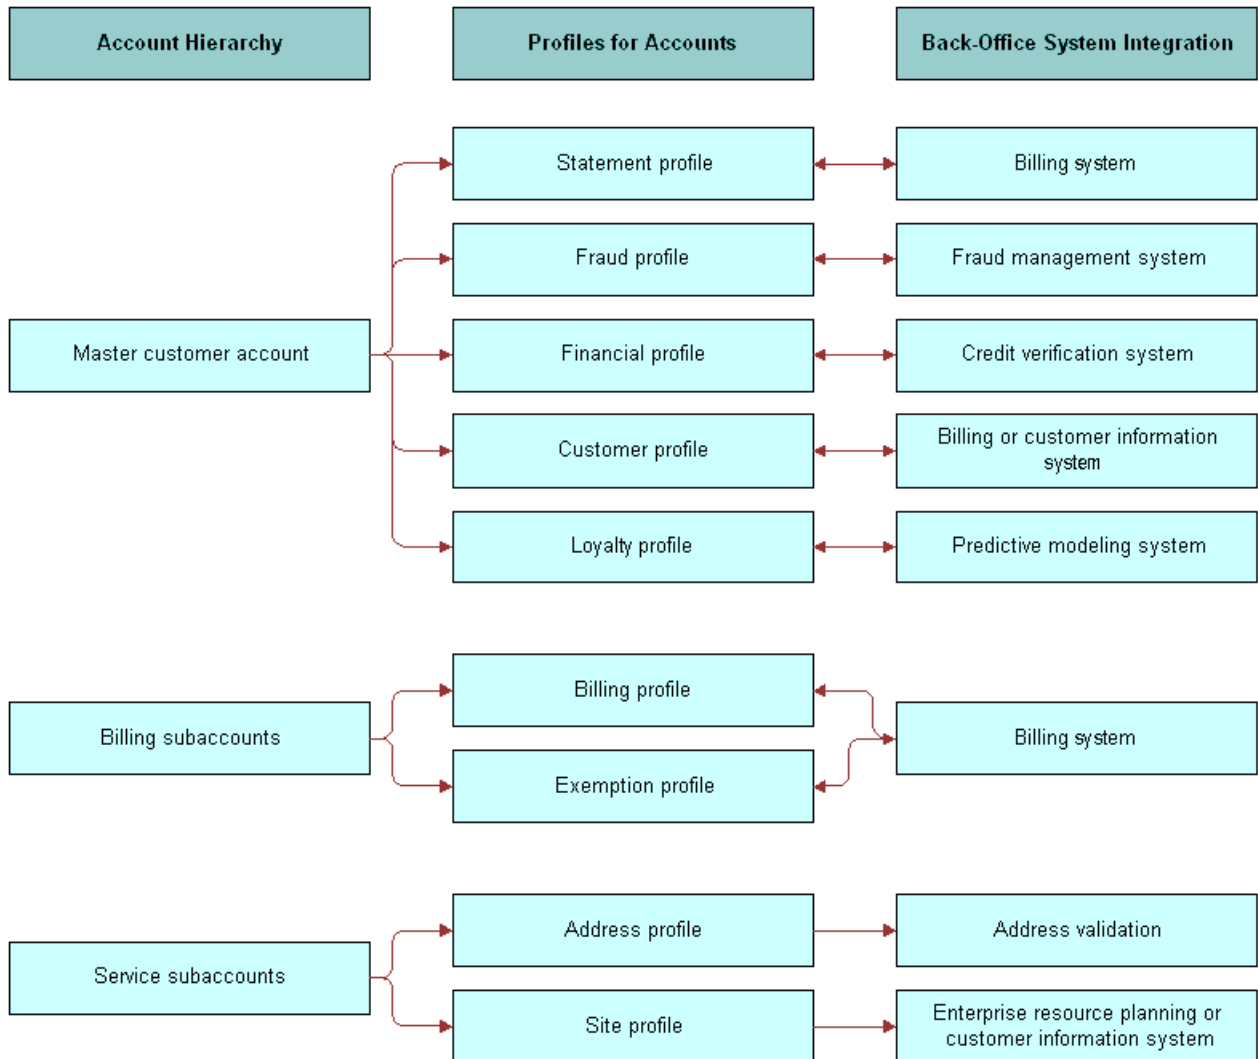 Account Hierarchy
Profiles for Accounts
Back-Office System Integration
Statement profile
Billing system
Fraud profile
Fraud management system
Master customer account
Financial profile
Credit verification system
Customer profile
Billing or customer information
system
Loyalty profile
Predictive modeling system
Billing subaccounts
Billing profile
Billing system
Exemption profile
Service subaccounts
Address profile
Address validation
Site profile
Enterprise resource planning or
customer information system